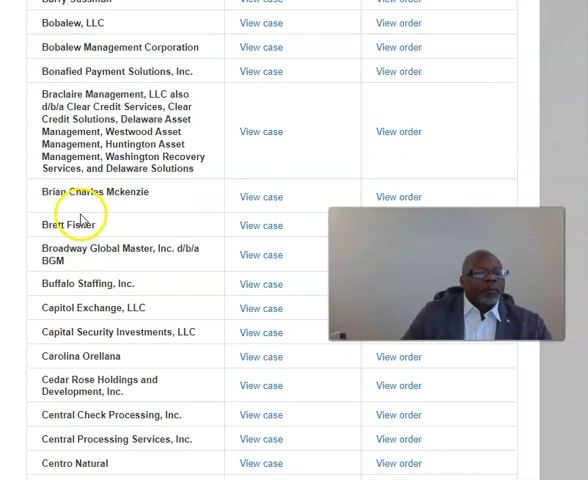 Bobalew, LLC View case View order
Bobalew Management Corporation View case View order
Bonafied Payment Solutions, Inc. View case View order
Braclaire Management, LLC also
d/b/a Clear Credit Services, Clear
Credit Solutions, Delaware Asset
Management, Westwood Asset View case View order
Management, Huntington Asset
Management, Washington Recovery
Services, and Delaware Solutions
Brian Charles Mckenzie View case View order
Brett Fisher View case
Broadway Global Master, Inc. d/b/a View case
BGM
Buffalo Staffing, Inc. View case
Capitol Exchange, LLC View case
Capital Security Investments, LLC View case
Carolina Orellana View case View order
Cedar Rose Holdings and View case View order
Development, Inc.
Central Check Processing, Inc. View case View order
Central Processing Services, Inc. View case View order
Centro Natural View case View order